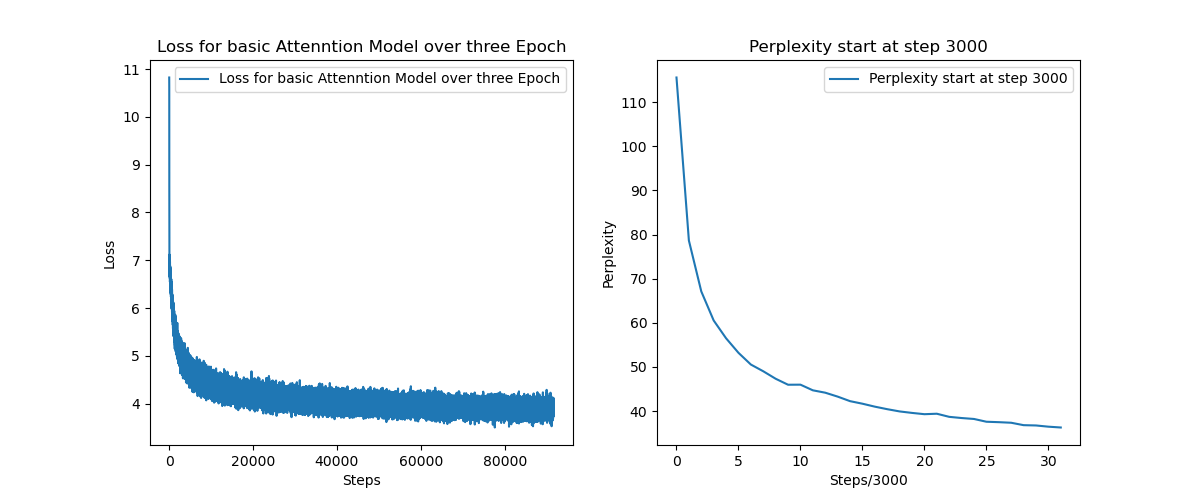 Loss for basic Attenntion Model over three Epoch
Loss for basic Attenntion Model over three Epoch
11
10
9
8
7
6
5
4
Loss
0 20000 40000 60000 80000
Steps
Perplexity start at step 3000
Perplexity start at step 3000
110
100
90
80
70
60
50
40
Perplexity
0 5 10 15 20 25 30
Steps/3000